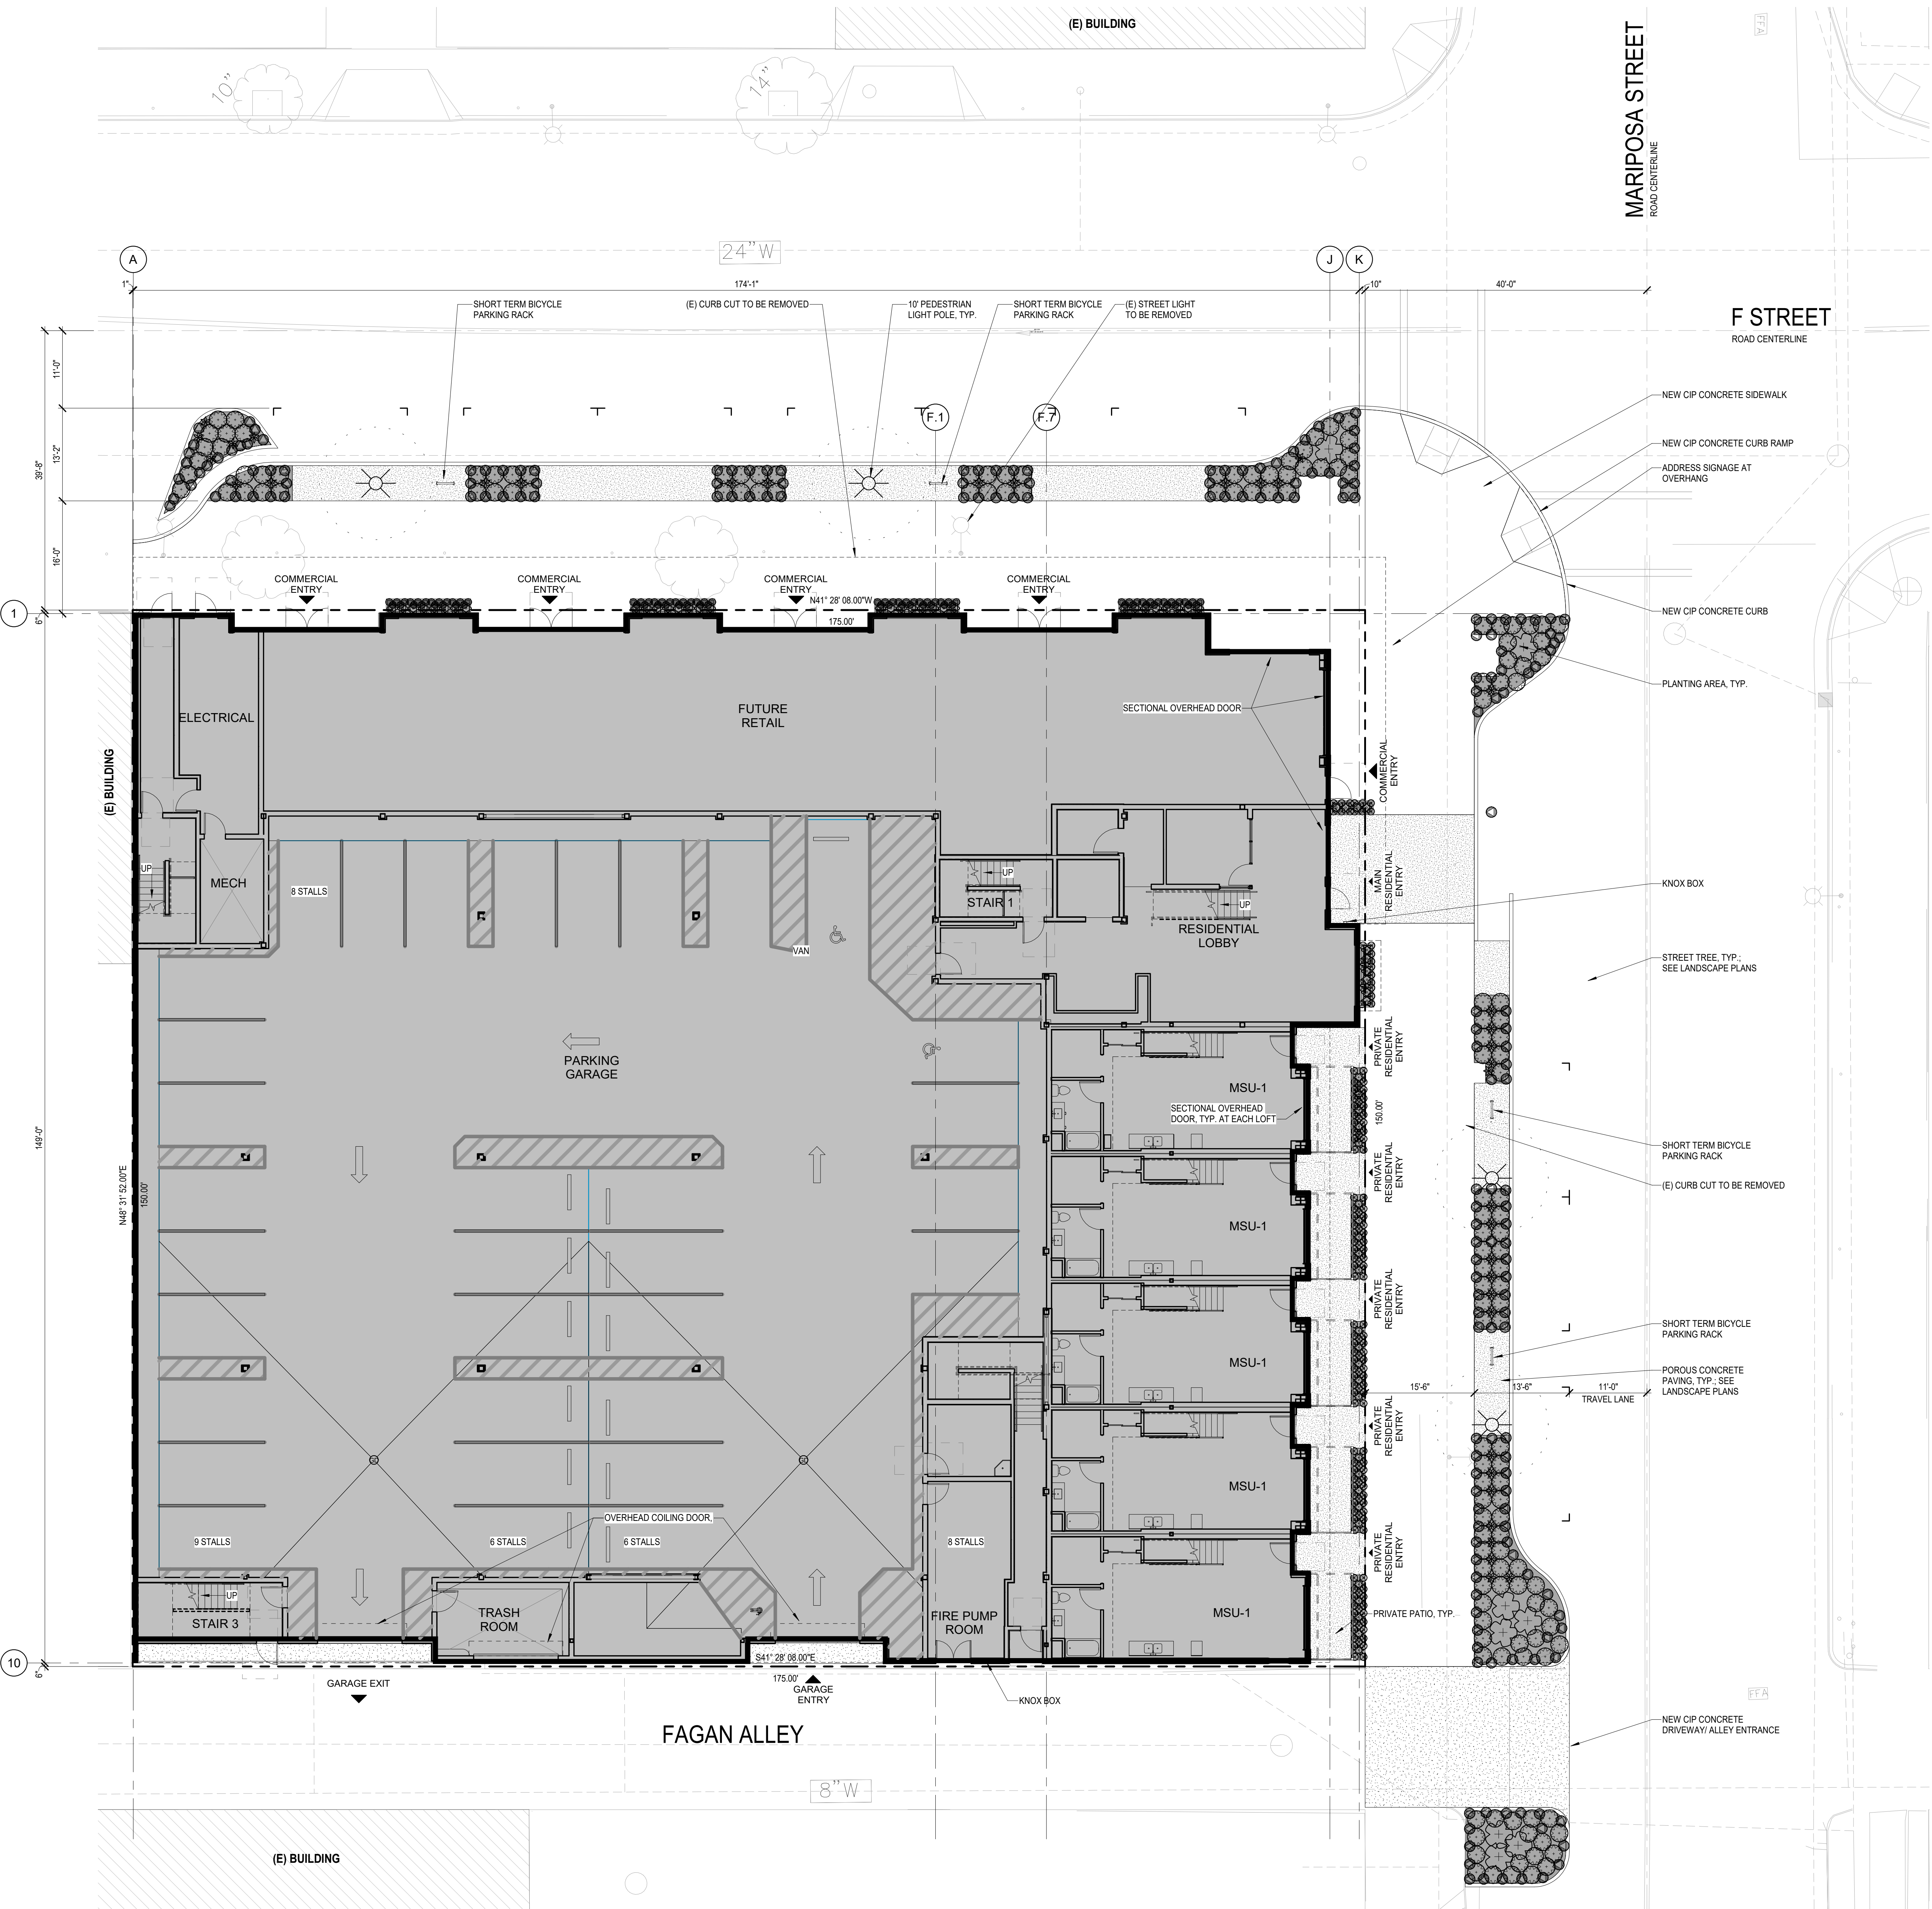 (E) BUILDING
MARIPOSA STREET
ROAD CENTERLINE
FFA
10"
14"
24"W
A
J
K
1"
174'-1"
10"
40'-0"
SHORT TERM BICYCLE
PARKING RACK
(E) CURB CUT TO BE REMOVED
10' PEDESTRIAN
LIGHT POLE, TYP.
SHORT TERM BICYCLE
PARKING RACK
(E) STREET LIGHT
TO BE REMOVED
F STREET
ROAD CENTERLINE
11'-0"
13'-2"
39'-8"
16'-0"
F.1
F.7
NEW CIP CONCRETE SIDEWALK
NEW CIP CONCRETE CURB RAMP
ADDRESS SIGNAGE AT
OVERHANG
NEW CIP CONCRETE CURB
PLANTING AREA, TYP.
COMMERCIAL
ENTRY
COMMERCIAL
ENTRY
COMMERCIAL
ENTRY
COMMERCIAL
ENTRY
N41° 28' 08.00"W
175.00'
1
6"
ELECTRICAL
FUTURE
RETAIL
SECTIONAL OVERHEAD DOOR
(E) BUILDING
COMMERCIAL
ENTRY
MAIN
RESIDENTIAL
ENTRY
UP
MECH
8 STALLS
VAN
UP
STAIR 1
UP
RESIDENTIAL
LOBBY
KNOX BOX
STREET TREE, TYP.;
SEE LANDSCAPE PLANS
PARKING
GARAGE
PRIVATE
RESIDENTIAL
ENTRY
MSU-1
SECTIONAL OVERHEAD
DOOR, TYP. AT EACH LOFT
150.00'
149'-0"
N48° 31' 52.00"E
150.00'
SHORT TERM BICYCLE
PARKING RACK
(E) CURB CUT TO BE REMOVED
PRIVATE
RESIDENTIAL
ENTRY
MSU-1
PRIVATE
RESIDENTIAL
ENTRY
MSU-1
SHORT TERM BICYCLE
PARKING RACK
POROUS CONCRETE
PAVING, TYP.; SEE
LANDSCAPE PLANS
15'-6"
13'-6"
11'-0"
TRAVEL LANE
PRIVATE
RESIDENTIAL
ENTRY
MSU-1
OVERHEAD COILING DOOR,
9 STALLS
6 STALLS
6 STALLS
8 STALLS
PRIVATE
RESIDENTIAL
ENTRY
UP
STAIR 3
TRASH
ROOM
FIRE PUMP
ROOM
MSU-1
PRIVATE PATIO, TYP.
10
6"
S41° 28' 08.00"E
175.00'
GARAGE EXIT
GARAGE
ENTRY
KNOX BOX
FFA
NEW CIP CONCRETE
DRIVEWAY/ ALLEY ENTRANCE
FAGAN ALLEY
8"W
(E) BUILDING